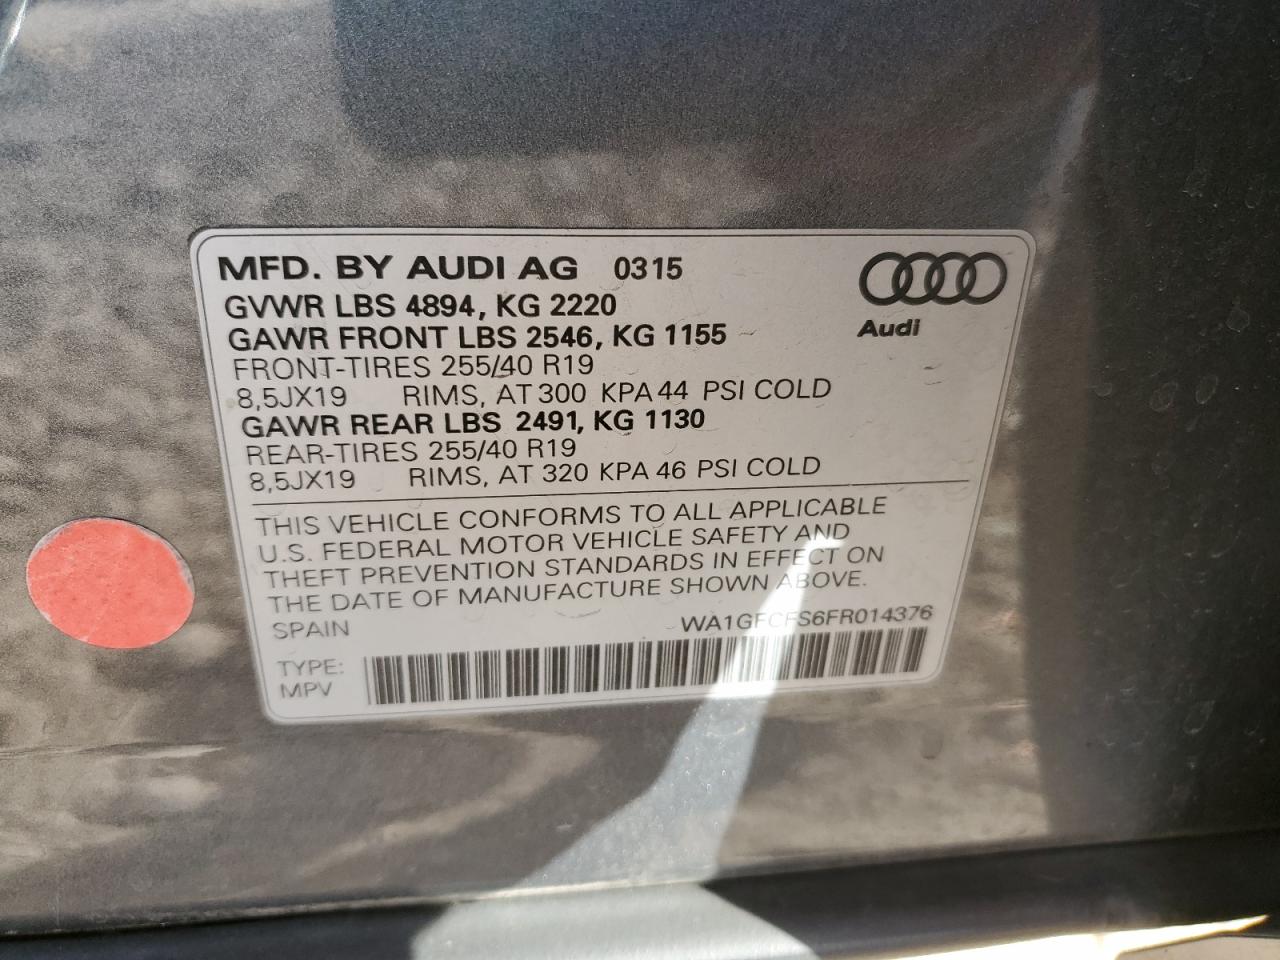 MFD. BY AUDI AG 0315
GVWR LBS 4894, KG 2220
GAWR FRONT LBS 2546, KG 1155
FRONT-TIRES 255/40 R19
8,5JX19 RIMS, AT 300 KPA 44 PSI COLD
GAWR REAR LBS 2491, KG 1130
REAR-TIRES 255/40 R19
8,5JX19 RIMS, AT 320 KPA 46 PSI COLD
Audi
THIS VEHICLE CONFORMS TO ALL APPLICABLE
U.S. FEDERAL MOTOR VEHICLE SAFETY AND
THEFT PREVENTION STANDARDS IN EFFECT ON
THE DATE OF MANUFACTURE SHOWN ABOVE.
SPAIN WA1GFCFS6FR014376
TYPE:
MPV